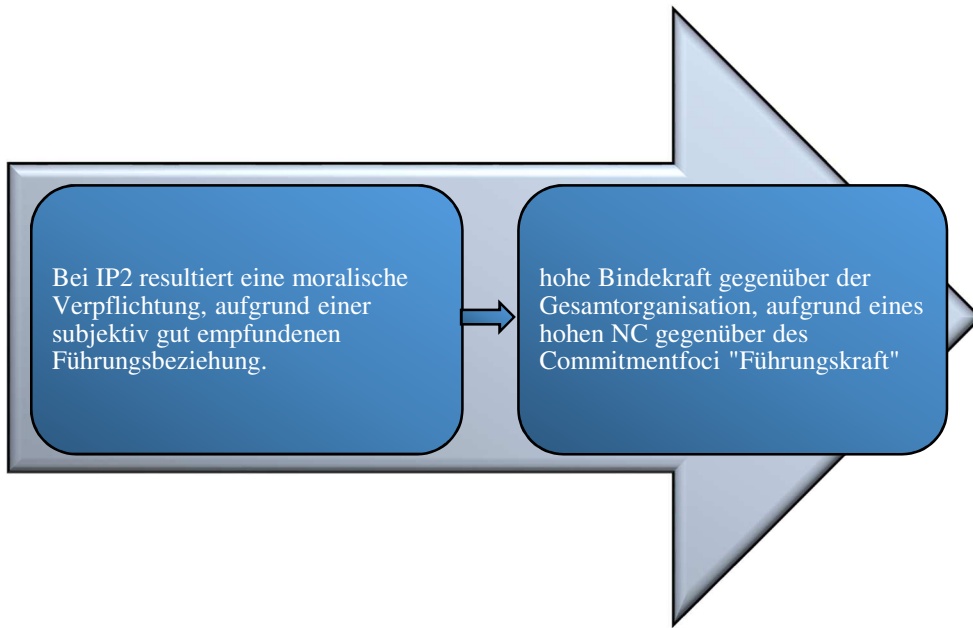 Bei IP2 resultiert eine moralische
Verpflichtung, aufgrund einer
subjektiv gut empfundenen
Führungsbeziehung.
hohe Bindekraft gegenüber der
Gesamtorganisation, aufgrund eines
hohen NC gegenüber des
Commitmentfoci "Führungskraft"